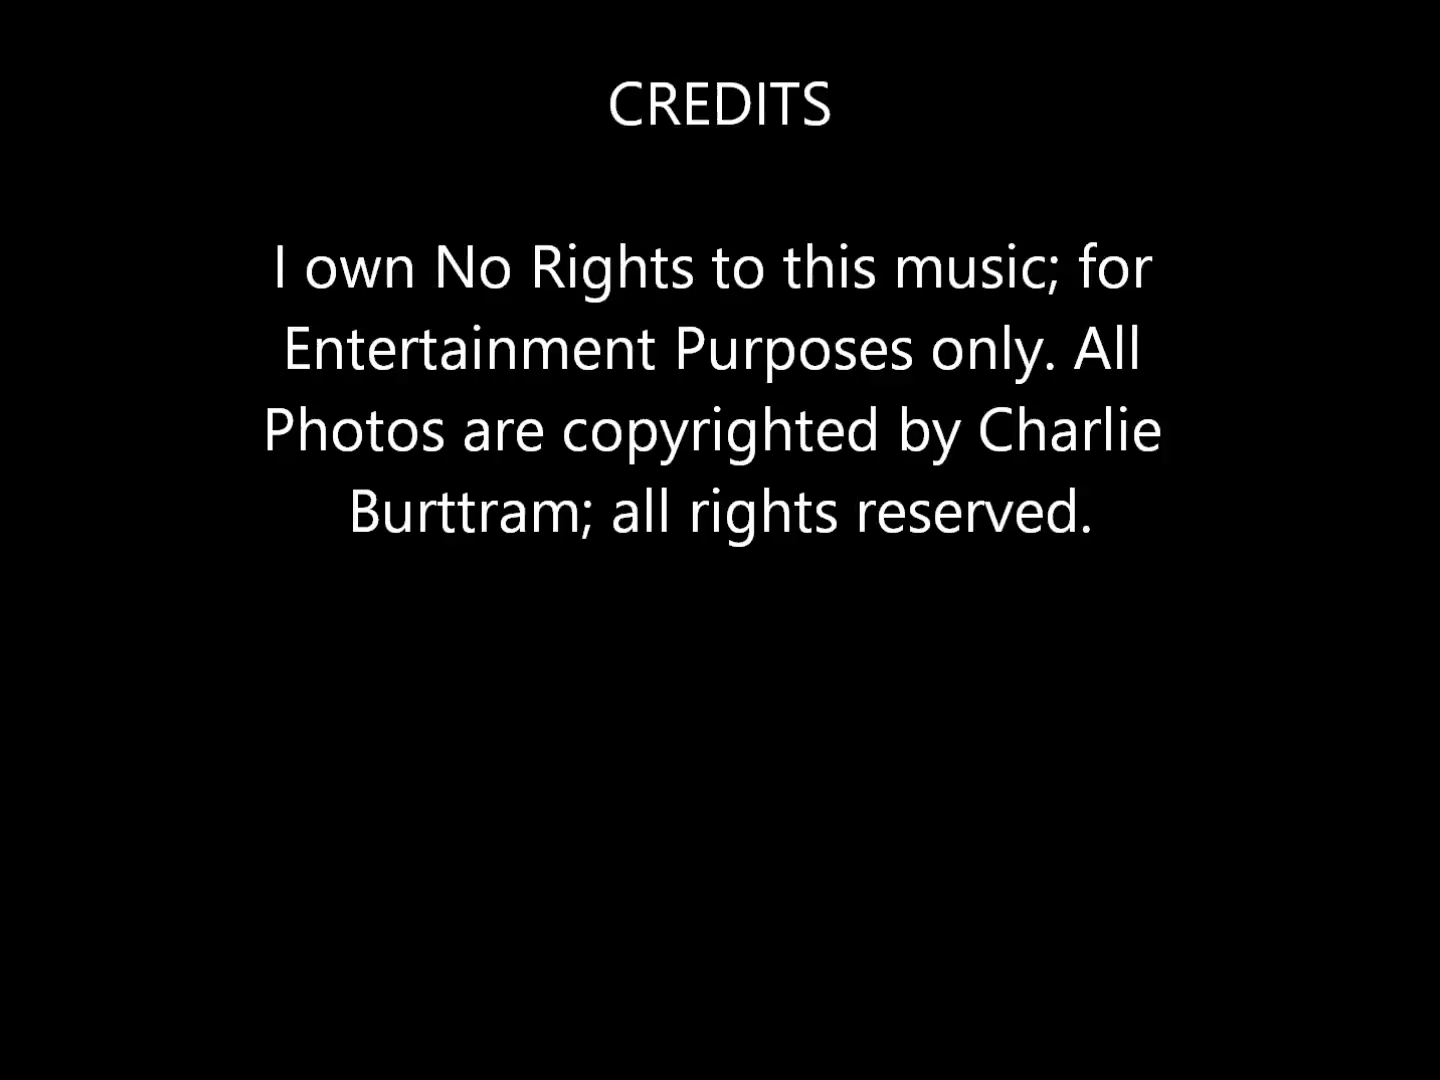 CREDITS
I own No Rights to this music; for
Entertainment Purposes only. All
Photos are copyrighted by Charlie
Burttram; all rights reserved.